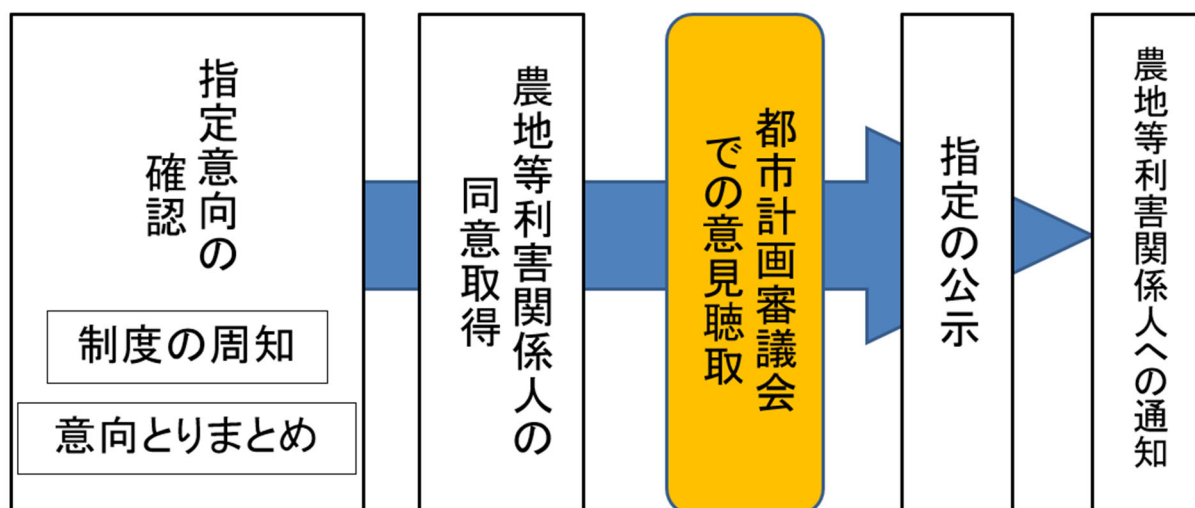 指定意向の
確認
制度の周知
意向とりまとめ
農地等利害関係人の
同意取得
都市計画審議会
での意見聴取
指定の公示
農地等利害関係人への通知